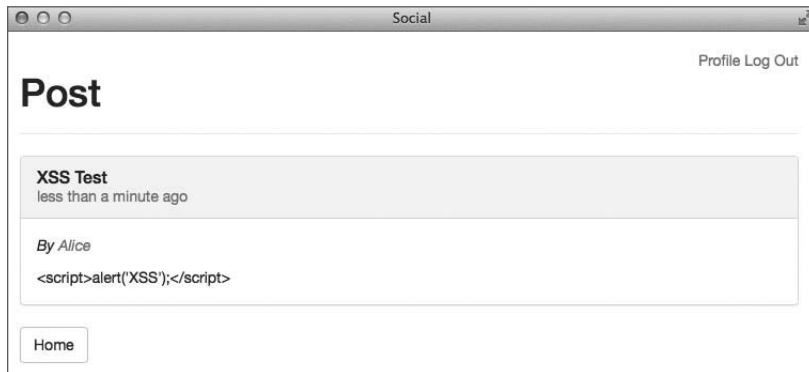 Social
Profile Log Out
Post
XSS Test
less than a minute ago
By Alice
<script>alert('XSS');</script>
Home